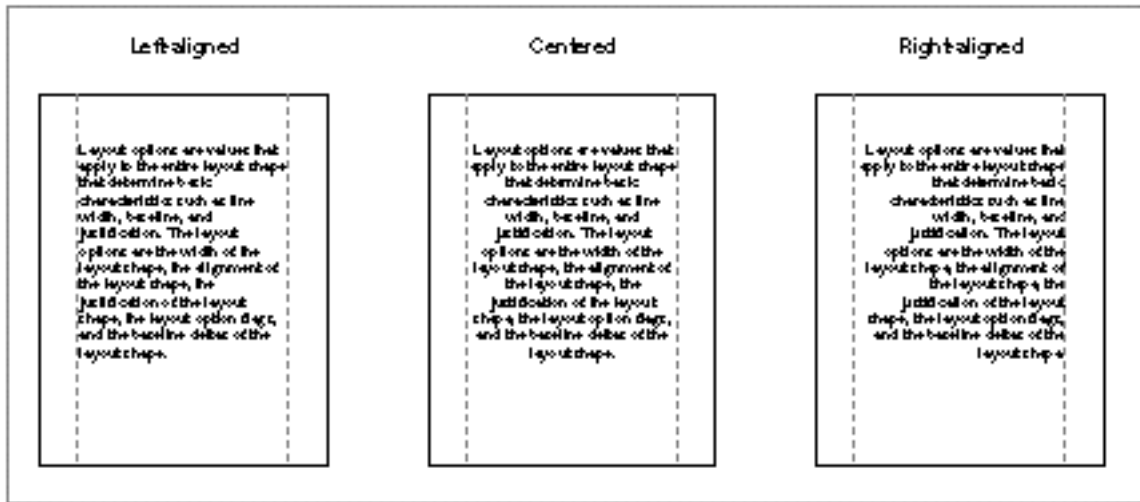 Left-aligned
Layout options are values that
apply to the entire layout shape
that determine basic
characteristics such as line
width, baseline, and
justification. The layout
options are the width of the
layout shape, the alignment of
the layout shape, the
justification of the layout
shape, the layout option flags,
and the baseline deltas of the
layout shape.
Centered
Layout options are values that
apply to the entire layout shape
that determine basic
characteristics such as line
width, baseline, and
justification. The layout
options are the width of the
layout shape, the alignment of
the layout shape, the
justification of the layout
shape, the layout option flags,
and the baseline deltas of the
layout shape.
Right-aligned
Layout options are values that
apply to the entire layout shape
that determine basic
characteristics such as line
width, baseline, and
justification. The layout
options are the width of the
layout shape, the alignment of
the layout shape, the
justification of the layout
shape, the layout option flags,
and the baseline deltas of the
layout shape.